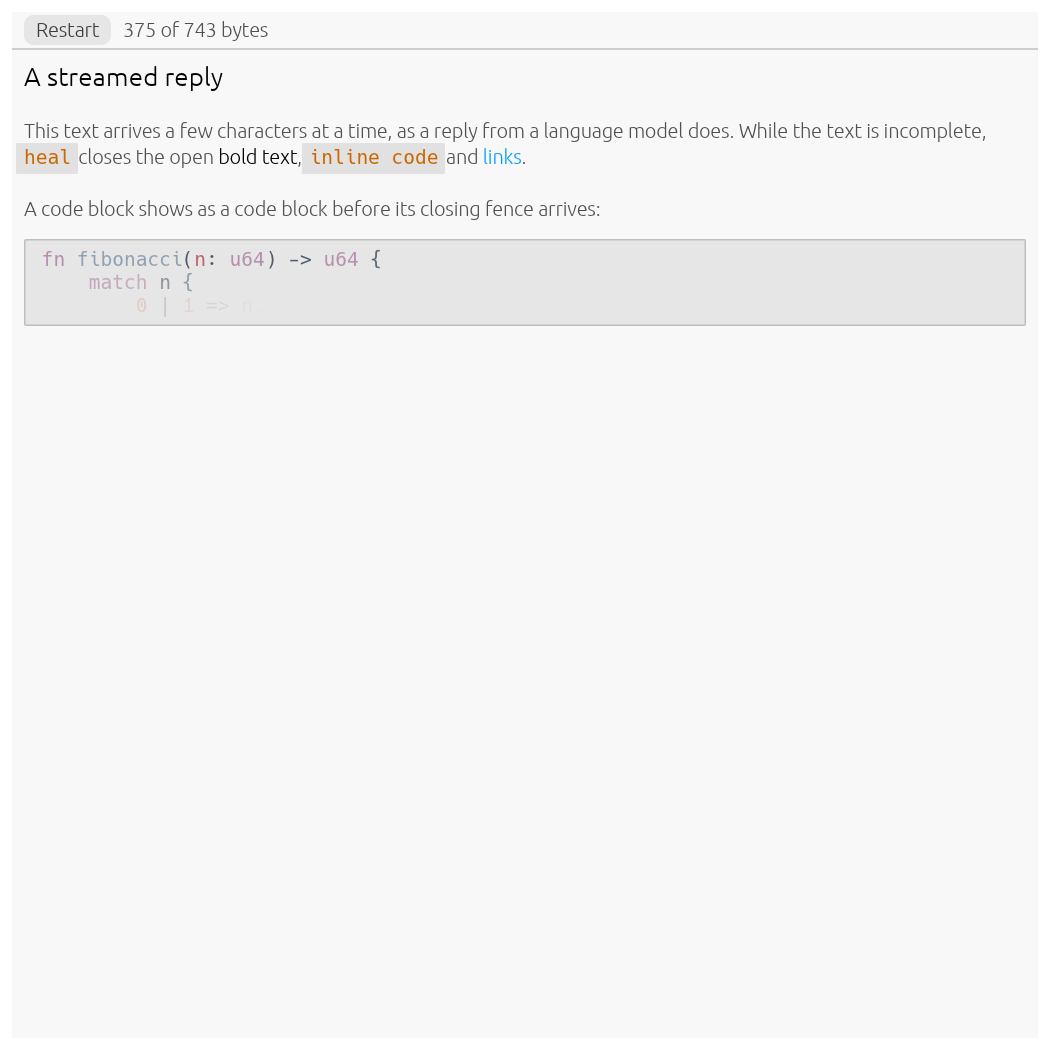 Restart 375 of 743 bytes
A streamed reply
This text arrives a few characters at a time, as a reply from a language model does. While the text is incomplete,
heal closes the open bold text, inline code and links.
A code block shows as a code block before its closing fence arrives:
fn fibonacci(n: u64) -> u64 {
    match n {
        0 | 1 => n